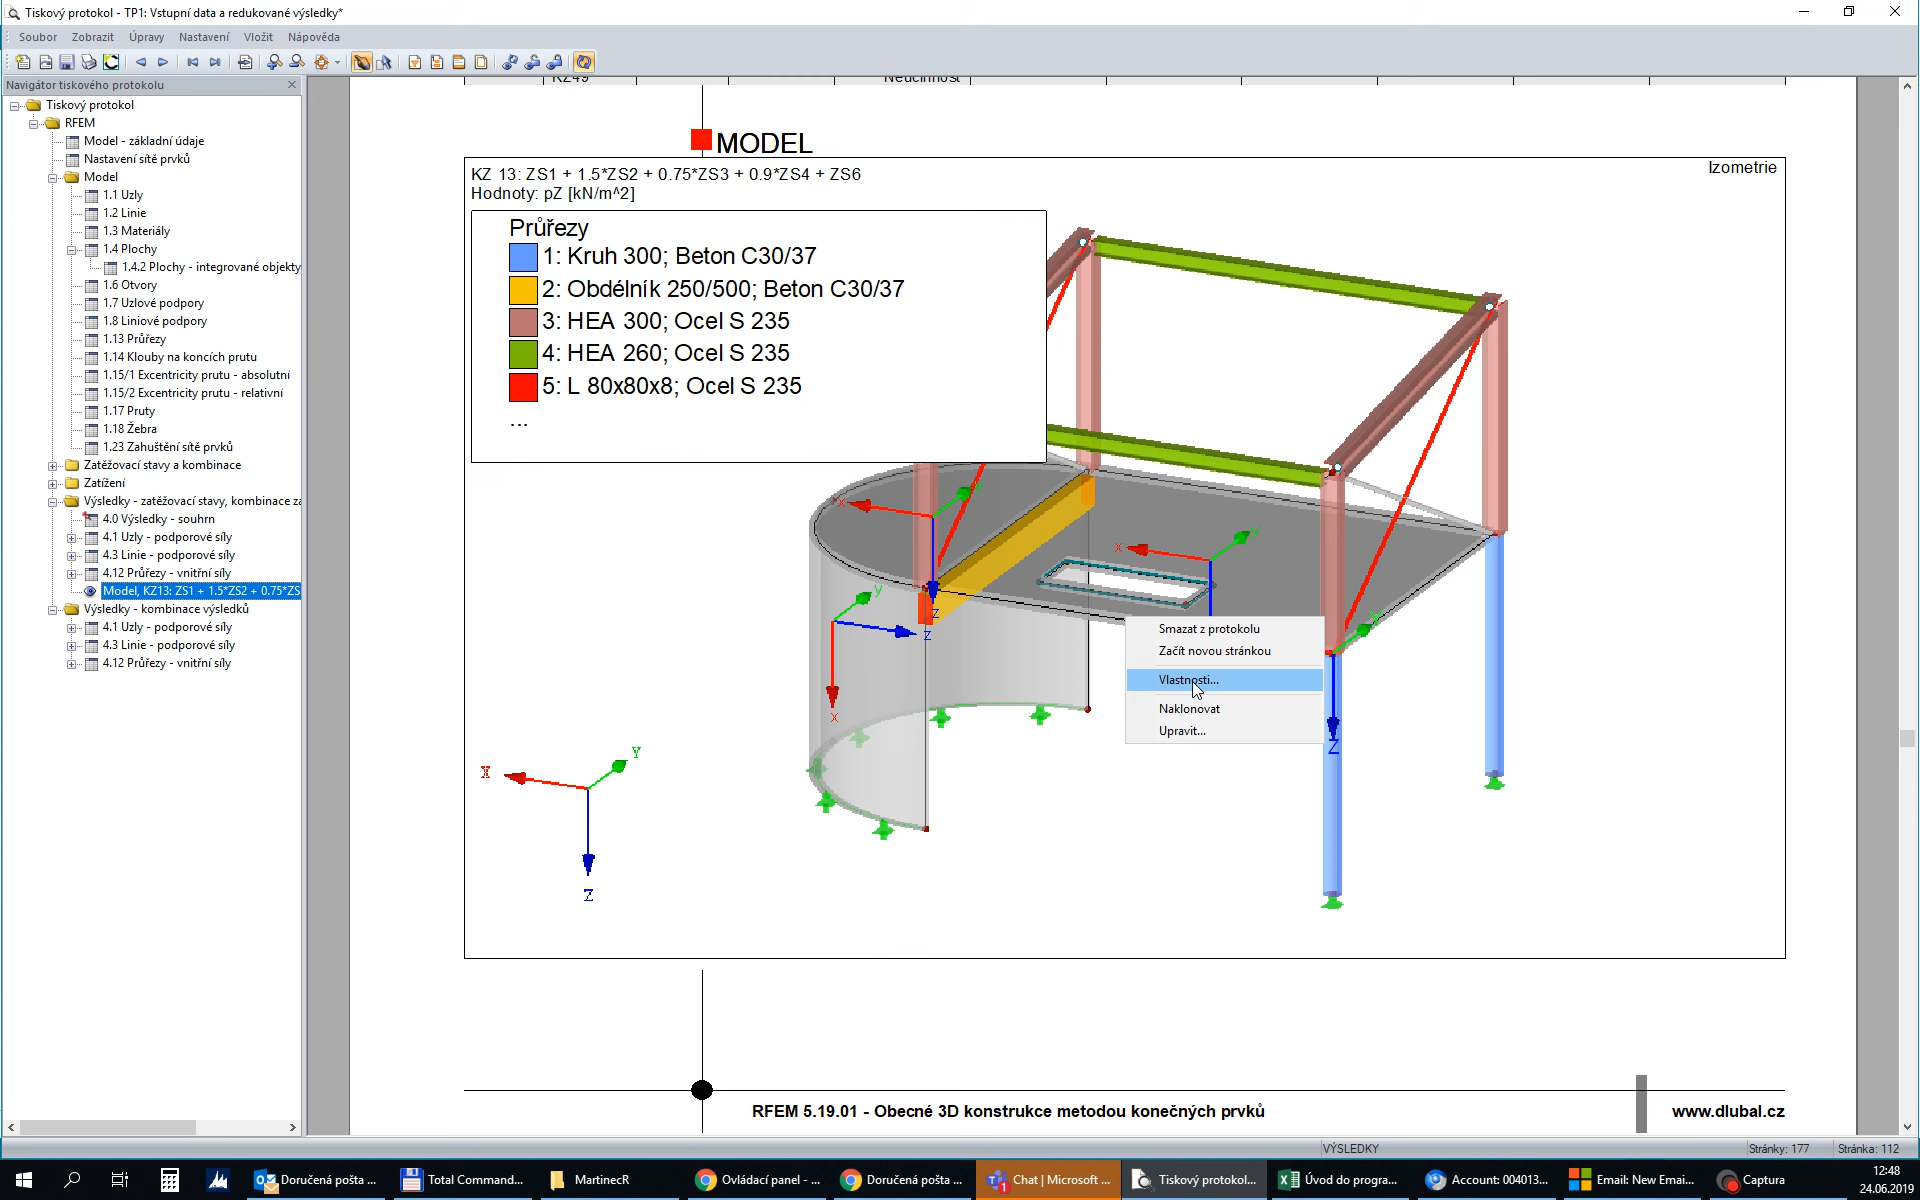 Tiskový protokol - TP1: Vstupní data a redukované výsledky*
Soubor Zobrazit Úpravy Nastavení Vložit Nápověda
Navigátor tiskového protokolu
Tiskový protokol
RFEM
Model - základní údaje
Nastavení sítě prvků
Model
1.1 Uzly
1.2 Linie
1.3 Materiály
1.4 Plochy
1.4.2 Plochy - integrované objekty
1.6 Otvory
1.7 Uzlové podpory
1.8 Liniové podpory
1.13 Průřezy
1.14 Klouby na koncích prutu
1.15/1 Excentricity prutu - absolutní
1.15/2 Excentricity prutu - relativní
1.17 Pruty
1.18 Žebra
1.23 Zahuštění sítě prvků
Zatěžovací stavy a kombinace
Zatížení
Výsledky - zatěžovací stavy, kombinace za
4.0 Výsledky - souhrn
4.1 Uzly - podporové síly
4.3 Linie - podporové síly
4.12 Průřezy - vnitřní síly
Model, KZ13: ZS1 + 1.5*ZS2 + 0.75*ZS
Výsledky - kombinace výsledků
4.1 Uzly - podporové síly
4.3 Linie - podporové síly
4.12 Průřezy - vnitřní síly
KZ49 Neúčinnost
MODEL
KZ 13: ZS1 + 1.5*ZS2 + 0.75*ZS3 + 0.9*ZS4 + ZS6
Izometrie
Hodnoty: pZ [kN/m^2]
Průřezy
1: Kruh 300; Beton C30/37
2: Obdélník 250/500; Beton C30/37
3: HEA 300; Ocel S 235
4: HEA 260; Ocel S 235
5: L 80x80x8; Ocel S 235
...
x y
x y
z
y
z
x
y
Z
X Y
Z
Smazat z protokolu
Začít novou stránkou
Vlastnosti...
Naklonovat
Upravit...
RFEM 5.19.01 - Obecné 3D konstrukce metodou konečných prvků
www.dlubal.cz
VÝSLEDKY Stránky: 177 Stránka: 112
Doručená pošta ... Total Command... MartinecR Ovládací panel - ... Doručená pošta ... Chat | Microsoft ... Tiskový protokol... Úvod do progra... Account: 004013... Email: New Emai... Captura
12:48
24.06.2019